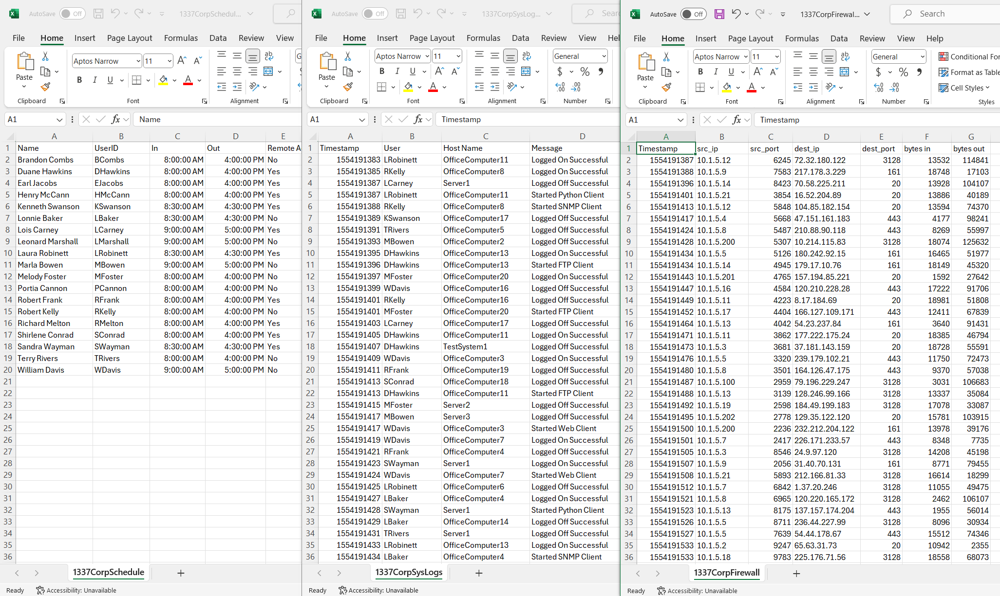 AutoSave Off 1337CorpSchedul...
File Home Insert Page Layout Formulas Data Review View
Paste
Aptos Narrow 11
B I U
Clipboard Font Alignment
A1 fx Name
A B C D E
1 Name UserID In Out Remote A
2 Brandon Combs BCombs 8:00:00 AM 4:00:00 PM No
3 Duane Hawkins DHawkins 8:00:00 AM 4:00:00 PM Yes
4 Earl Jacobs EJacobs 8:00:00 AM 4:00:00 PM Yes
5 Henry McCann HMcCann 8:00:00 AM 4:00:00 PM Yes
6 Kenneth Swanson KSwanson 8:30:00 AM 4:30:00 PM Yes
7 Lonnie Baker LBaker 8:30:00 AM 4:30:00 PM No
8 Lois Carney LCarney 9:00:00 AM 5:00:00 PM Yes
9 Leonard Marshall LMarshall 9:00:00 AM 5:00:00 PM No
10 Laura Robinett LRobinett 8:30:00 AM 4:30:00 PM Yes
11 Marla Bowen MBowen 9:00:00 AM 5:00:00 PM No
12 Melody Foster MFoster 8:00:00 AM 4:00:00 PM No
13 Portia Cannon PCannon 8:00:00 AM 4:00:00 PM No
14 Robert Frank RFrank 8:00:00 AM 4:00:00 PM Yes
15 Robert Kelly RKelly 8:00:00 AM 4:00:00 PM No
16 Richard Melton RMelton 8:00:00 AM 4:00:00 PM Yes
17 Shirlene Conrad SConrad 8:00:00 AM 4:00:00 PM Yes
18 Sandra Wayman SWayman 8:30:00 AM 4:30:00 PM Yes
19 Terry Rivers TRivers 8:00:00 AM 4:00:00 PM No
20 William Davis WDavis 9:00:00 AM 5:00:00 PM No
21
22
23
24
25
26
27
28
29
30
31
32
33
34
35
36
1337CorpSchedule
Ready Accessibility: Unavailable
AutoSave Off 1337CorpSysLog... Searc
File Home Insert Page Layout Formulas Data Review View Hel
Paste
Aptos Narrow 11 General
B I U $ % 9
Clipboard Font Alignment Number
A1 fx Timestamp
A B C D
1 Timestamp User Host Name Message
2 1554191383 LRobinett OfficeComputer11 Logged On Successful
3 1554191385 RKelly OfficeComputer8 Logged On Successful
4 1554191387 LCarney Server1 Logged Off Successful
5 1554191387 LRobinett OfficeComputer11 Started Python Client
6 1554191388 RKelly OfficeComputer8 Started SNMP Client
7 1554191389 KSwanson OfficeComputer17 Logged Off Successful
8 1554191391 TRivers OfficeComputer5 Logged Off Successful
9 1554191393 MBowen OfficeComputer2 Logged Off Successful
10 1554191395 DHawkins OfficeComputer13 Logged On Successful
11 1554191396 DHawkins OfficeComputer13 Started FTP Client
12 1554191397 MFoster OfficeComputer20 Logged On Successful
13 1554191399 WDavis OfficeComputer16 Logged Off Successful
14 1554191401 RKelly OfficeComputer16 Logged Off Successful
15 1554191401 MFoster OfficeComputer20 Started FTP Client
16 1554191403 LCarney OfficeComputer17 Logged Off Successful
17 1554191405 DHawkins OfficeComputer11 Logged On Successful
18 1554191407 DHawkins TestSystem1 Logged Off Successful
19 1554191409 WDavis OfficeComputer3 Logged On Successful
20 1554191411 RFrank OfficeComputer19 Logged Off Successful
21 1554191413 SConrad OfficeComputer18 Logged Off Successful
22 1554191413 DHawkins OfficeComputer11 Started FTP Client
23 1554191415 MFoster Server2 Logged Off Successful
24 1554191417 MBowen Server3 Logged Off Successful
25 1554191417 WDavis OfficeComputer3 Started Web Client
26 1554191419 WDavis OfficeComputer7 Logged On Successful
27 1554191421 RFrank OfficeComputer4 Logged Off Successful
28 1554191423 SWayman Server1 Logged On Successful
29 1554191424 WDavis OfficeComputer7 Started Web Client
30 1554191425 LRobinett OfficeComputer6 Logged Off Successful
31 1554191427 LBaker OfficeComputer4 Logged On Successful
32 1554191428 SWayman Server1 Started Python Client
33 1554191429 LBaker OfficeComputer14 Logged Off Successful
34 1554191431 TRivers Server1 Logged Off Successful
35 1554191433 LRobinett OfficeComputer13 Logged On Successful
36 1554191434 LBaker OfficeComputer4 Started SNMP Client
1337CorpSysLogs
Ready Accessibility: Unavailable
AutoSave Off 1337CorpFirewal... Search
File Home Insert Page Layout Formulas Data Review View Help
Paste
Aptos Narrow 11 General Conditional For
B I U $ % 9 Format as Table
Cell Styles
Clipboard Font Alignment Number Styles
A1 fx Timestamp
A B C D E F G
1 Timestamp src_ip src_port dest_ip dest_port bytes in bytes out
2 1554191387 10.1.5.12 6245 72.32.180.122 3128 13532 114841
3 1554191388 10.1.5.9 7583 217.178.3.229 161 18748 17103
4 1554191396 10.1.5.14 8423 70.58.225.211 20 13928 104107
5 1554191401 10.1.5.21 3854 16.52.204.89 20 13886 40189
6 1554191413 10.1.5.12 5848 104.85.182.154 20 13594 74370
7 1554191417 10.1.5.4 5668 47.151.161.183 443 4177 98241
8 1554191424 10.1.5.8 5487 210.88.90.118 443 8269 55997
9 1554191428 10.1.5.200 5307 10.214.115.83 3128 18074 125632
10 1554191434 10.1.5.5 5126 180.242.92.15 161 16465 51977
11 1554191434 10.1.5.14 4945 179.17.10.76 161 18149 45320
12 1554191443 10.1.5.201 4765 157.194.85.221 20 1592 27642
13 1554191447 10.1.5.16 4584 120.210.228.28 443 17222 91706
14 1554191449 10.1.5.11 4223 8.17.184.69 20 18981 51808
15 1554191452 10.1.5.17 4404 166.127.109.171 443 12411 67839
16 1554191464 10.1.5.13 4042 54.23.237.84 161 3640 91431
17 1554191471 10.1.5.11 3862 177.222.175.24 20 18385 46794
18 1554191473 10.1.5.3 3681 37.181.143.159 20 18728 55591
19 1554191476 10.1.5.5 3320 239.179.102.21 443 11750 72473
20 1554191480 10.1.5.8 3501 164.126.47.175 443 9370 57038
21 1554191487 10.1.5.100 2959 79.196.229.247 3128 3031 106683
22 1554191488 10.1.5.13 3139 128.246.99.166 3128 13337 35084
23 1554191492 10.1.5.19 2598 184.49.199.183 3128 17078 33087
24 1554191495 10.1.5.202 2778 129.35.122.120 20 15781 103915
25 1554191500 10.1.5.200 2236 232.212.204.122 161 13978 39176
26 1554191501 10.1.5.7 2417 226.171.233.57 443 8348 7735
27 1554191505 10.1.5.3 8546 24.9.97.120 3128 14208 45198
28 1554191507 10.1.5.9 2056 31.40.70.131 161 8771 79455
29 1554191508 10.1.5.21 5893 212.166.81.33 3128 16614 18299
30 1554191512 10.1.5.7 6842 1.37.20.246 3128 11055 49475
31 1554191521 10.1.5.8 6965 120.220.165.172 3128 2462 106107
32 1554191523 10.1.5.13 8175 137.157.174.204 443 1955 56014
33 1554191526 10.1.5.5 8711 236.44.227.99 3128 8096 30934
34 1554191527 10.1.5.5 7639 54.44.178.67 443 15512 74346
35 1554191533 10.1.5.2 9247 65.63.31.73 20 10942 2355
36 1554191533 10.1.5.18 9783 225.176.71.56 3128 18558 68073
1337CorpFirewall
Ready Accessibility: Unavailable